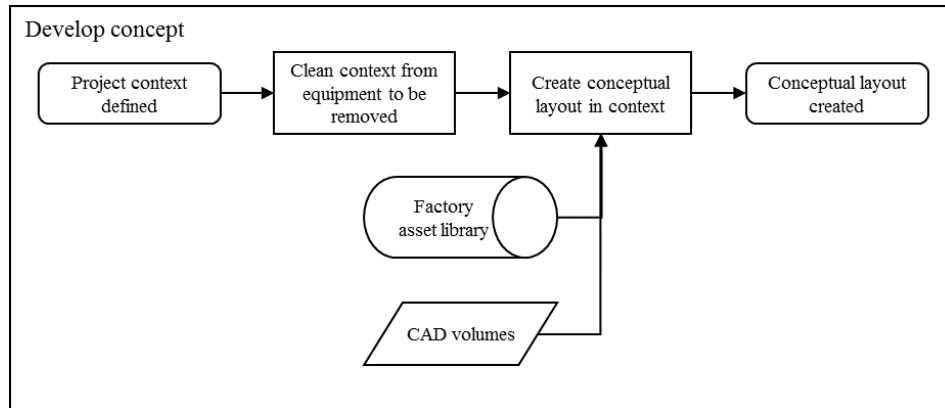 Develop concept
Project context
defined
Clean context from
equipment to be
removed
Create conceptual
layout in context
Conceptual layout
created
Factory
asset library
CAD volumes